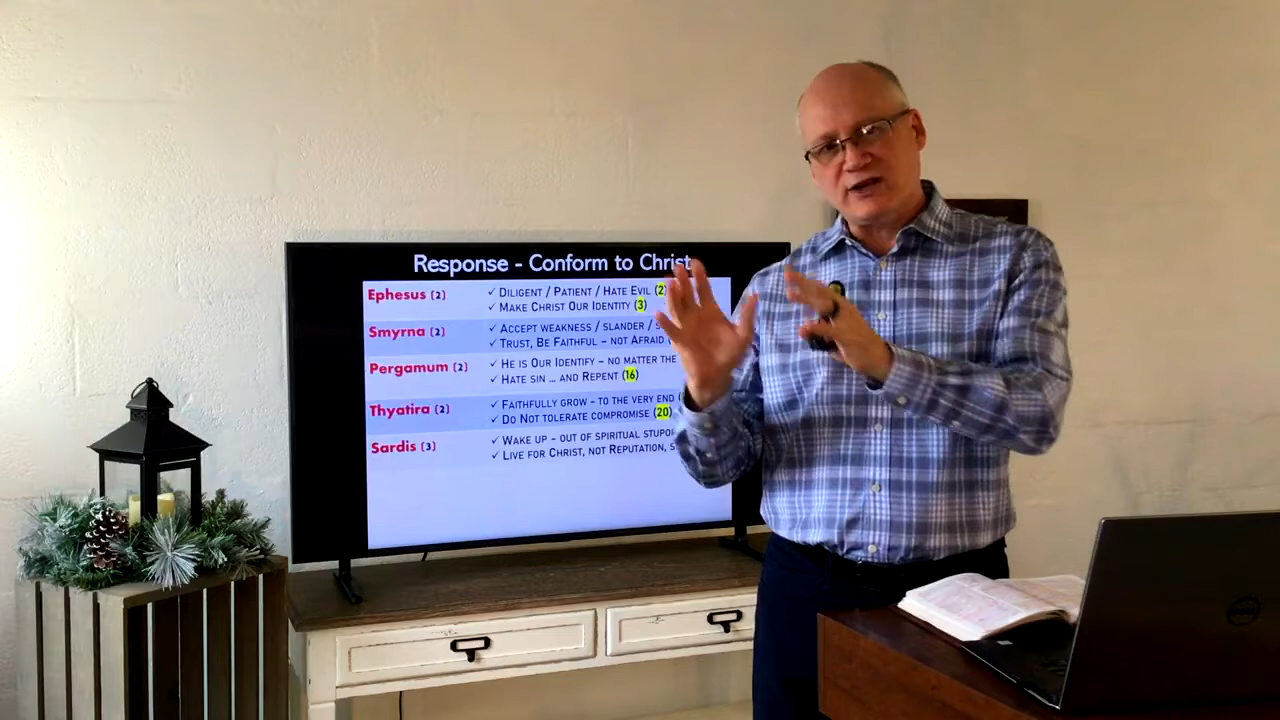 Response - Conform to Christ
Ephesus (2)
✓ DILIGENT / PATIENT / HATE EVIL (2)
✓ MAKE CHRIST OUR IDENTITY (3)
Smyrna (2)
✓ ACCEPT WEAKNESS / SLANDER /
✓ TRUST, BE FAITHFUL – NOT AFRAID
Pergamum (2)
✓ HE IS OUR IDENTIFY – NO MATTER THE
✓ HATE SIN ... AND REPENT (16)
Thyatira (2)
✓ FAITHFULLY GROW – TO THE VERY END
✓ DO NOT TOLERATE COMPROMISE (20)
Sardis (3)
✓ WAKE UP – OUT OF SPIRITUAL
✓ LIVE FOR CHRIST, NOT REPUTATION,
DELL